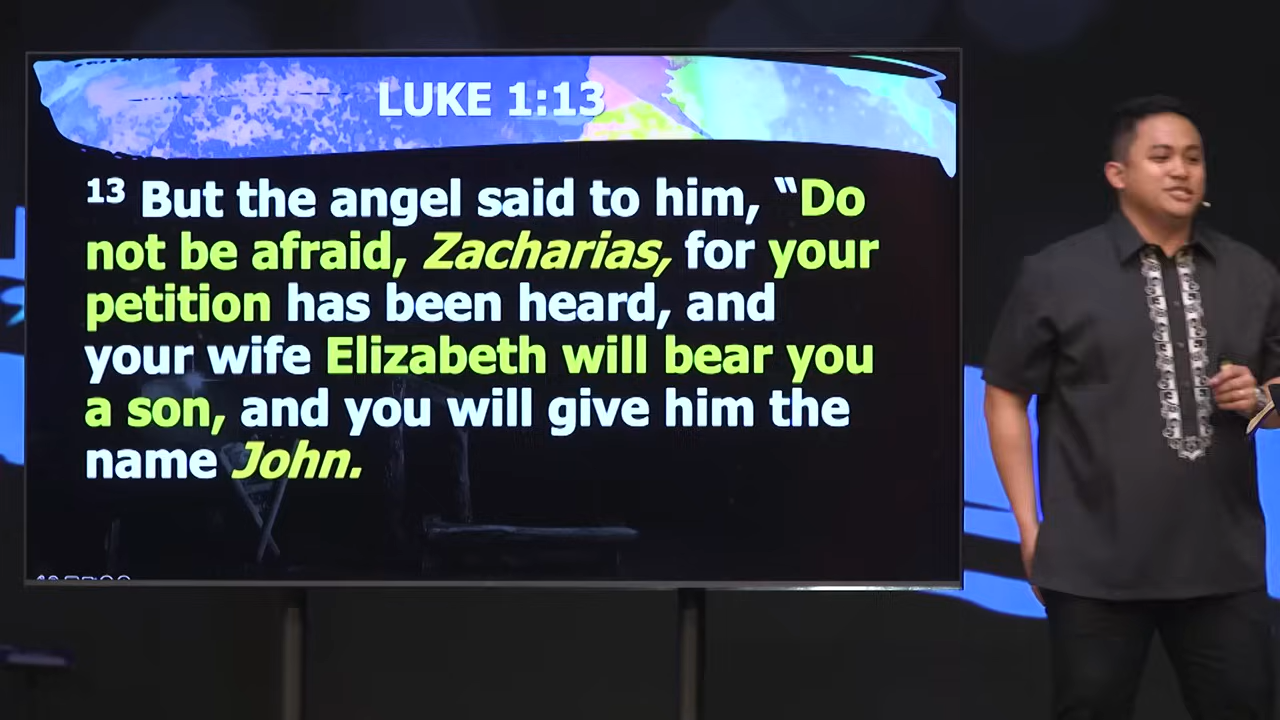 LUKE 1:13
13 But the angel said to him, “Do
not be afraid, Zacharias, for your
petition has been heard, and
your wife Elizabeth will bear you
a son, and you will give him the
name John.